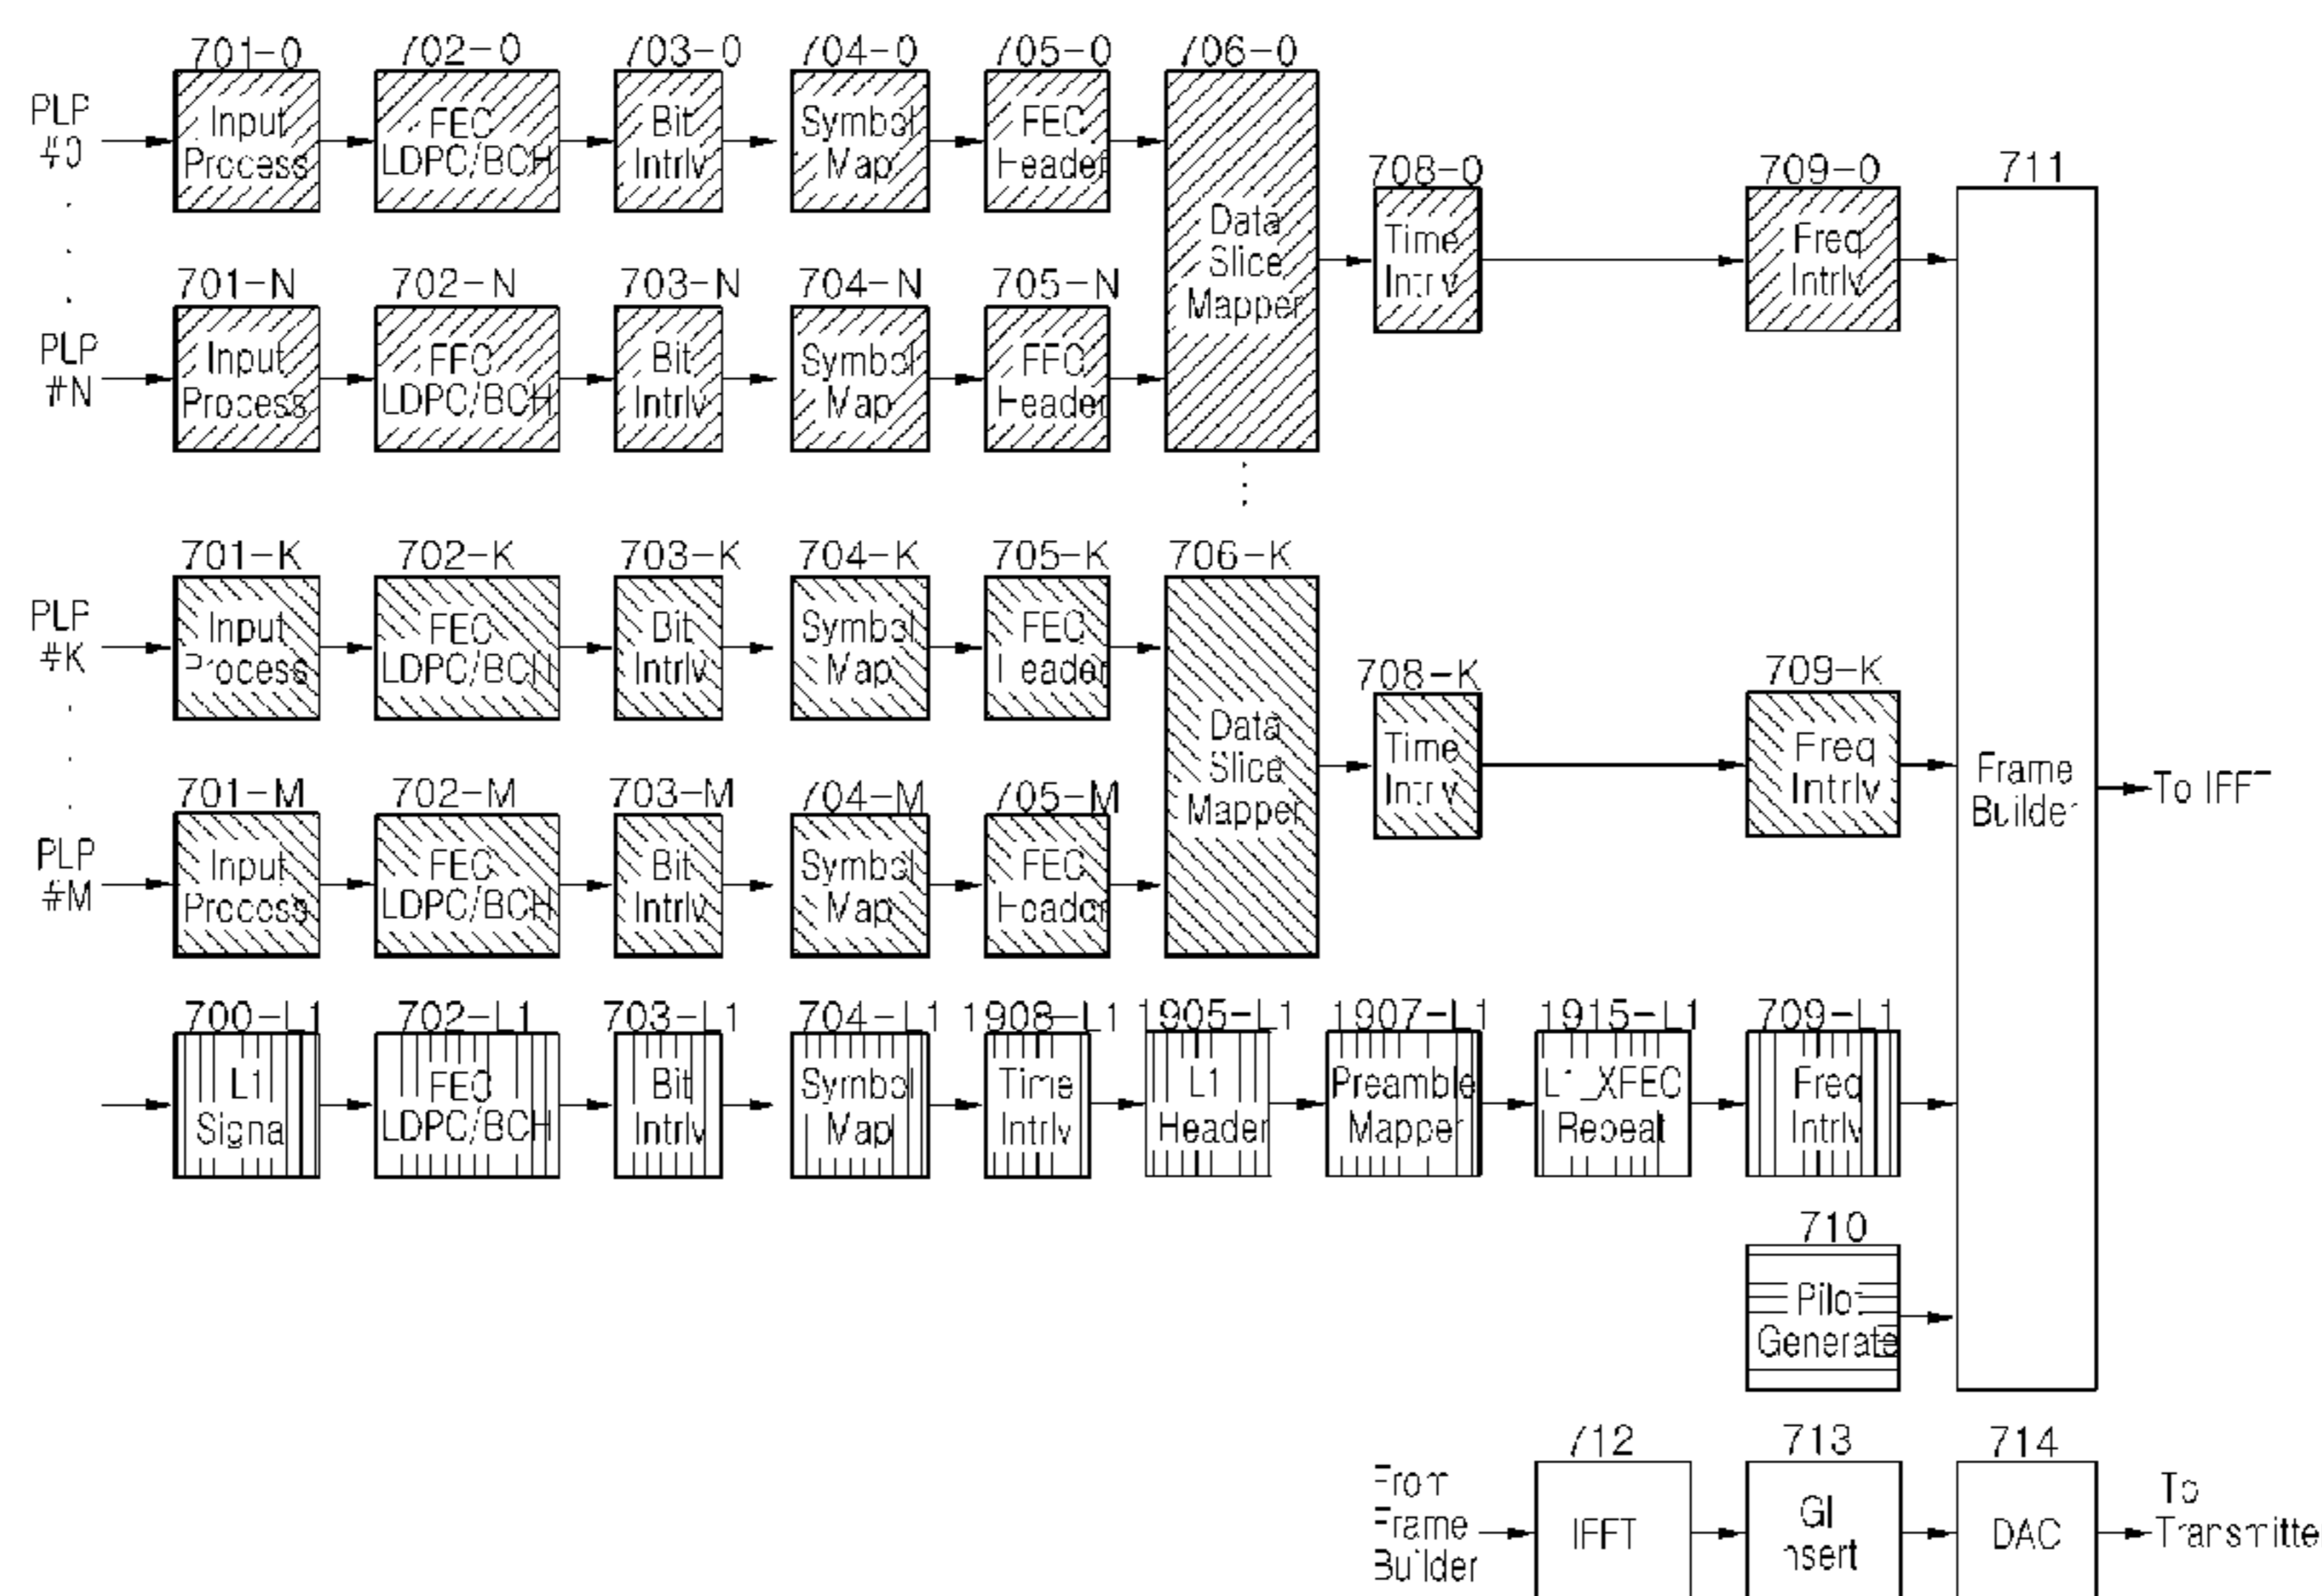 701-0 702-0 703-0 704-0 705-0 706-0
PLP
#0
Input
Process
FEC
LDPC/BCH
Bit
Intrlv
Symbol
Map
FEC
Header
Data
Slice
Mapper
708-0
Time
Intrlv
709-0
Freq
Intrlv
711
701-N 702-N 703-N 704-N 705-N
PLP
#N
Input
Process
FEC
LDPC/BCH
Bit
Intrlv
Symbol
Map
FEC
Header
701-K 702-K 703-K 704-K 705-K 706-K
PLP
#K
Input
Process
FEC
LDPC/BCH
Bit
Intrlv
Symbol
Map
FEC
Header
Data
Slice
Mapper
708-K
Time
Intrlv
709-K
Freq
Intrlv
Frame
Builder
To IFFT
701-M 702-M 703-M 704-M 705-M
PLP
#M
Input
Process
FEC
LDPC/BCH
Bit
Intrlv
Symbol
Map
FEC
Header
700-L1 702-L1 703-L1 704-L1 1908-L1 1905-L1 1907-L1 1915-L1 709-L1
L1
Signal
FEC
LDPC/BCH
Bit
Intrlv
Symbol
Map
Time
Intrlv
L1
Header
Preamble
Mapper
L1_XFEC
Repeat
Freq
Intrlv
710
Pilot
Generate
712 713 714
From
Frame
Builder
IFFT
GI
Insert
DAC
To
Transmitte